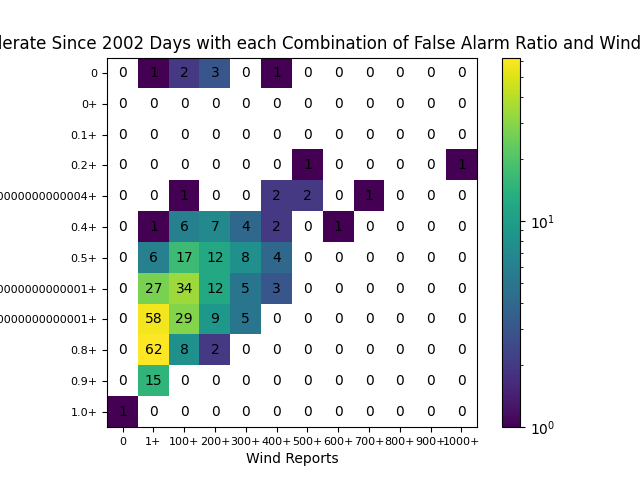 lerate Since 2002 Days with each Combination of False Alarm Ratio and Wind
0 0 1 2 3 0 1 0 0 0 0 0 0
0+ 0 0 0 0 0 0 0 0 0 0 0 0
0.1+ 0 0 0 0 0 0 0 0 0 0 0 0
0.2+ 0 0 0 0 0 0 1 0 0 0 0 1
0000000000004+ 0 0 1 0 0 2 2 0 1 0 0 0
0.4+ 0 1 6 7 4 2 0 1 0 0 0 0
0.5+ 0 6 17 12 8 4 0 0 0 0 0 0
0000000000001+ 0 27 34 12 5 3 0 0 0 0 0 0
0000000000001+ 0 58 29 9 5 0 0 0 0 0 0 0
0.8+ 0 62 8 2 0 0 0 0 0 0 0 0
0.9+ 0 15 0 0 0 0 0 0 0 0 0 0
1.0+ 1 0 0 0 0 0 0 0 0 0 0 0
0 1+ 100+ 200+ 300+ 400+ 500+ 600+ 700+ 800+ 900+ 1000+
Wind Reports
10¹
10⁰